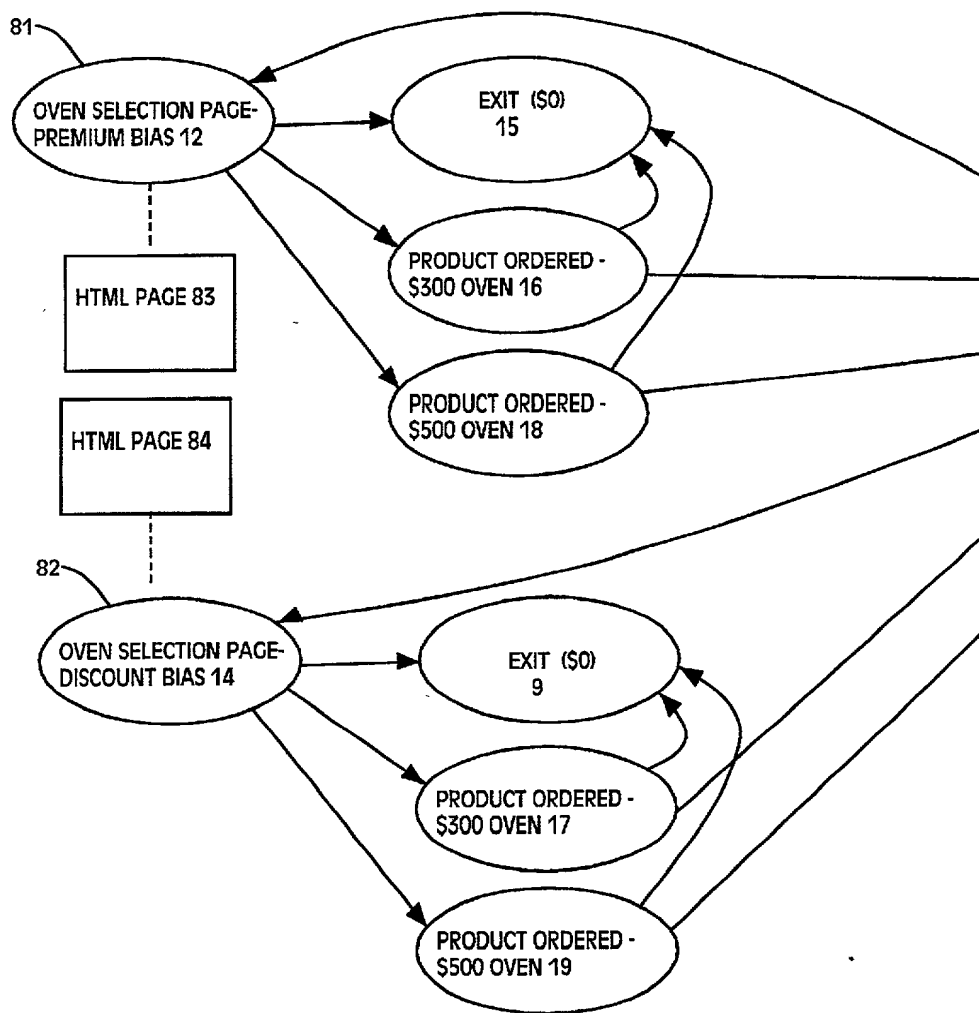 81
OVEN SELECTION PAGE-
PREMIUM BIAS 12
EXIT ($0)
15
PRODUCT ORDERED -
$300 OVEN 16
HTML PAGE 83
PRODUCT ORDERED -
$500 OVEN 18
HTML PAGE 84
82
OVEN SELECTION PAGE-
DISCOUNT BIAS 14
EXIT ($0)
9
PRODUCT ORDERED -
$300 OVEN 17
PRODUCT ORDERED -
$500 OVEN 19